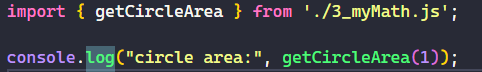 import { getCircleArea } from './3_myMath.js';
console.log("circle area:", getCircleArea(1));